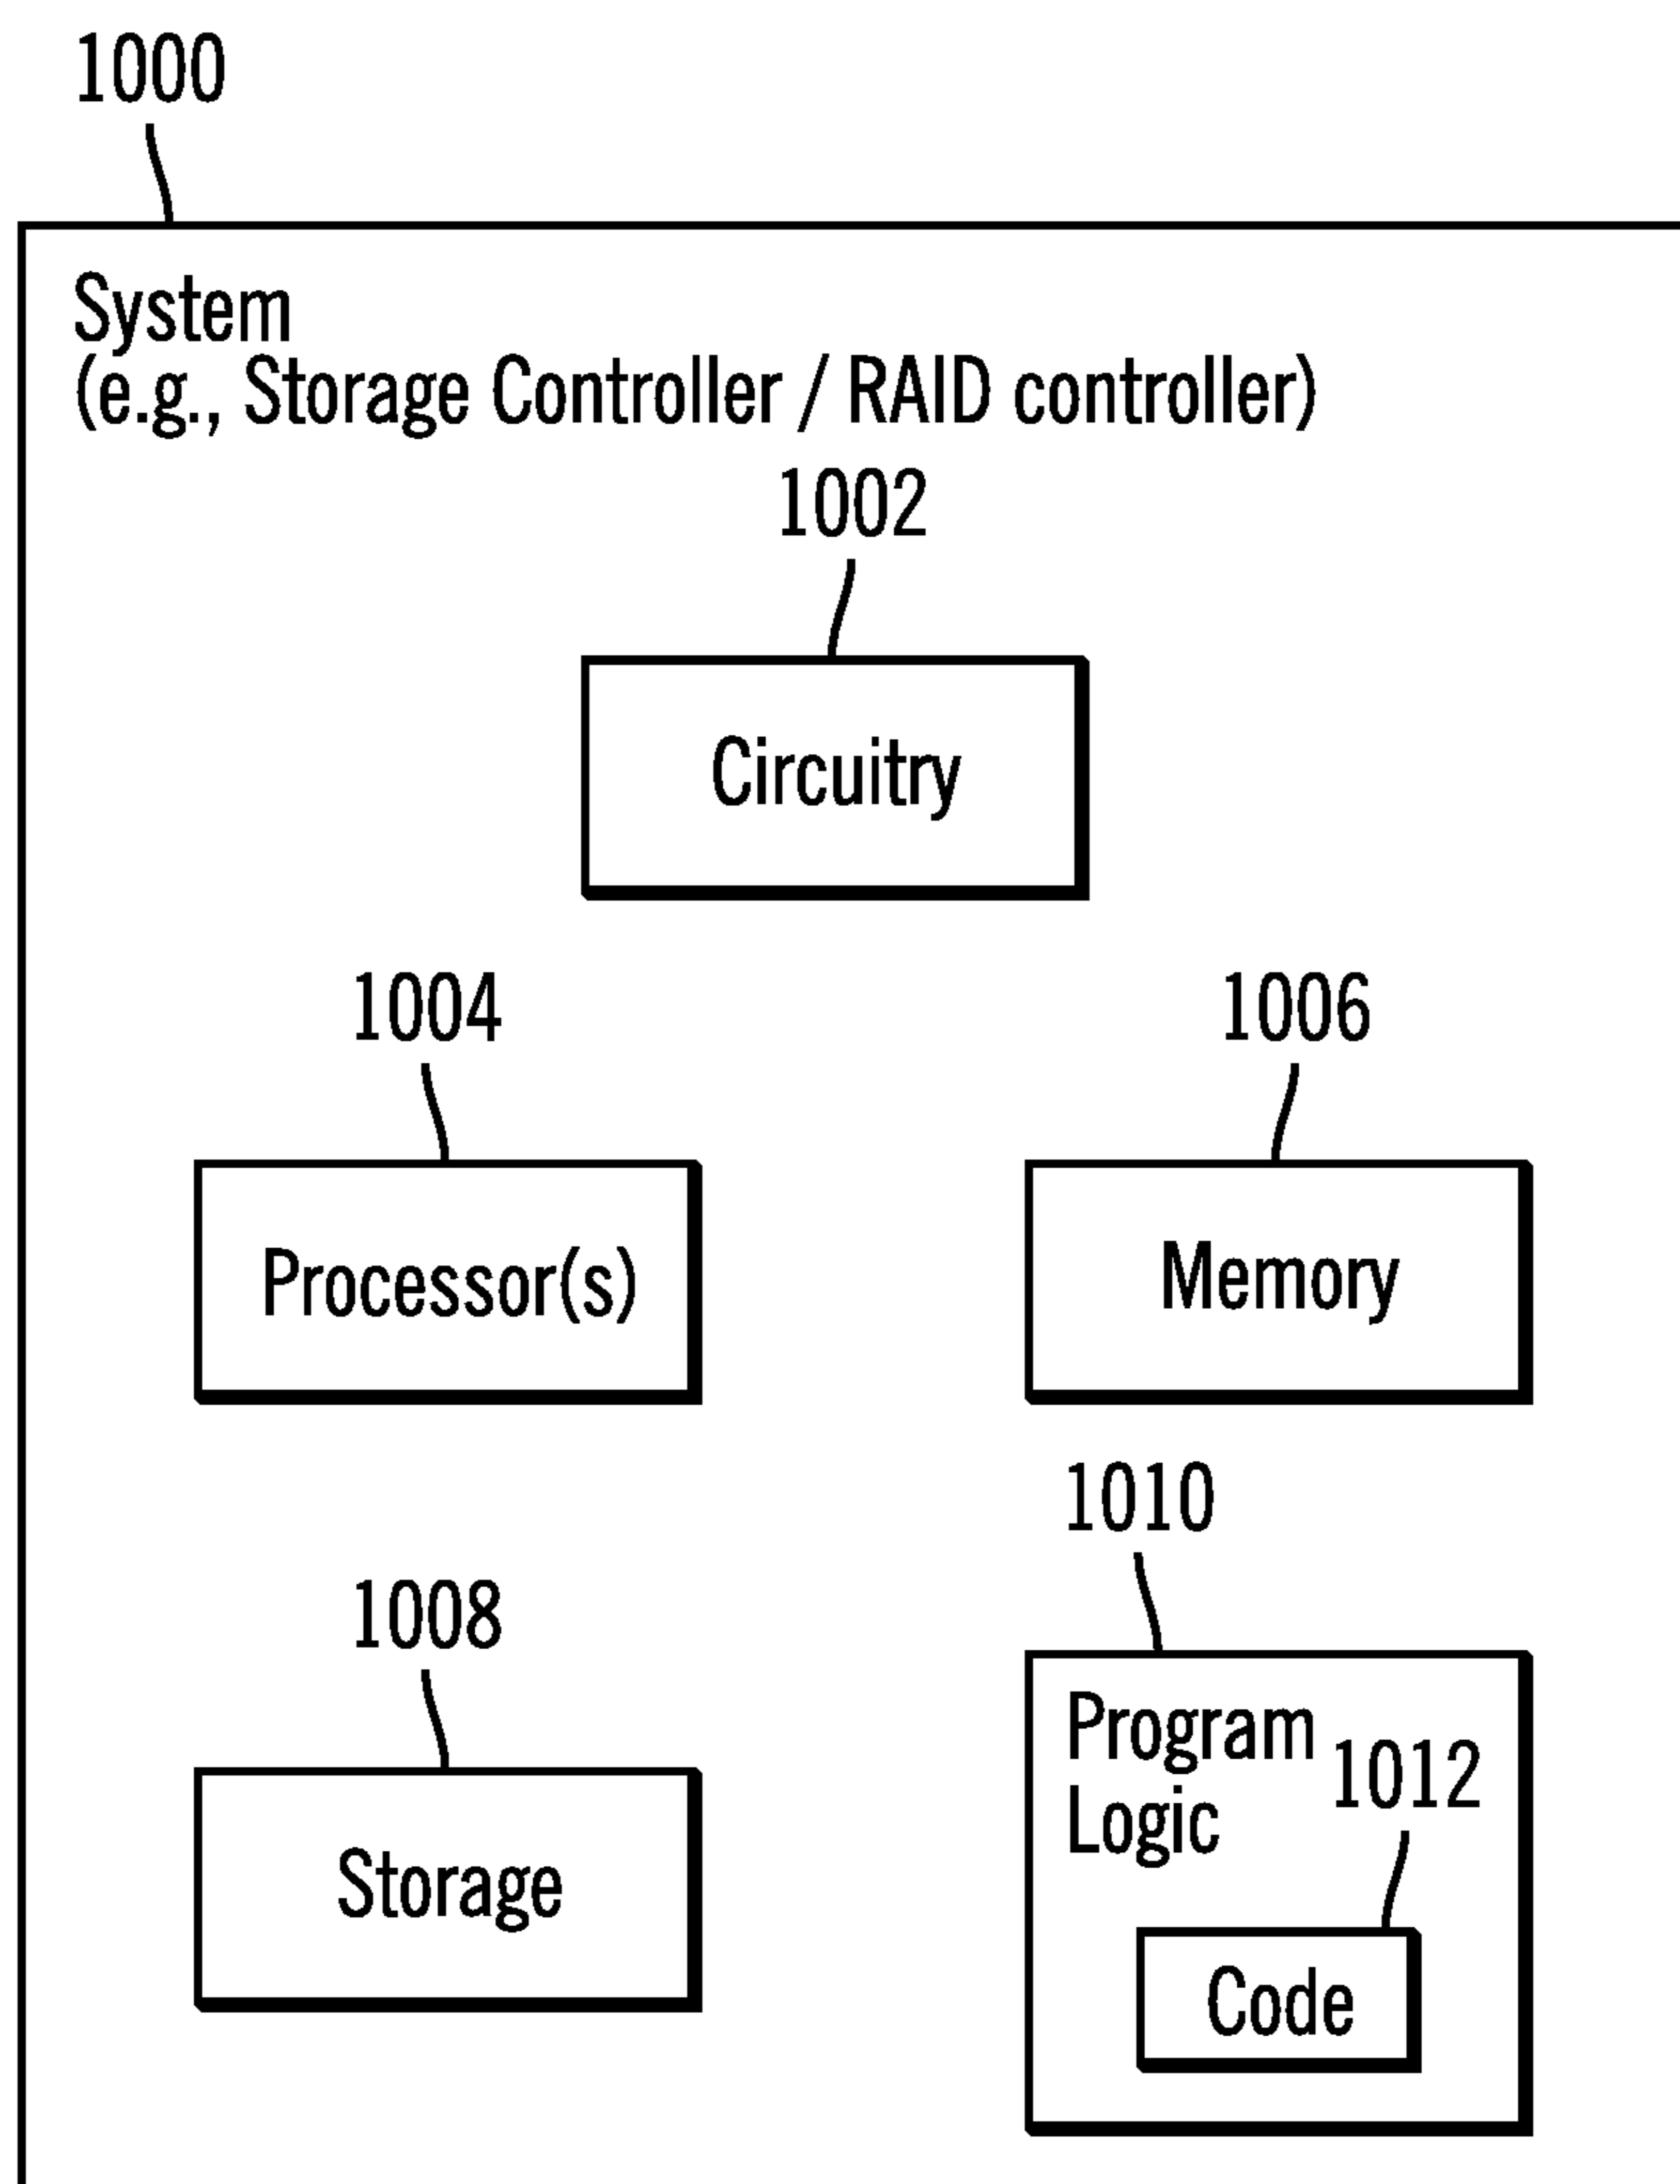 1000
System
(e.g., Storage Controller / RAID controller)
1002
Circuitry
1004
1006
Processor(s)
Memory
1010
1008
Program
Logic
1012
Storage
Code